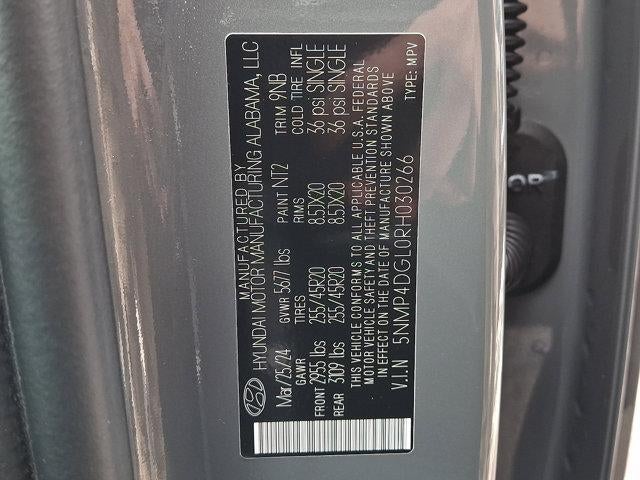 MANUFACTURED BY
HYUNDAI MOTOR MANUFACTURING ALABAMA, LLC
Mar/25/24 GVWR 5677 lbs PAINT NT2 TRIM 9NB
GAWR TIRES RIMS COLD TIRE INFL
FRONT 2955 lbs 255/45R20 8.5JX20 36 psi SINGLE
REAR 3109 lbs 255/45R20 8.5JX20 36 psi SINGLE
THIS VEHICLE CONFORMS TO ALL APPLICABLE U.S.A. FEDERAL
MOTOR VEHICLE SAFETY AND THEFT PREVENTION STANDARDS
IN EFFECT ON THE DATE OF MANUFACTURE SHOWN ABOVE
V.I.N 5NMP4DGL0RH030266 TYPE: MPV